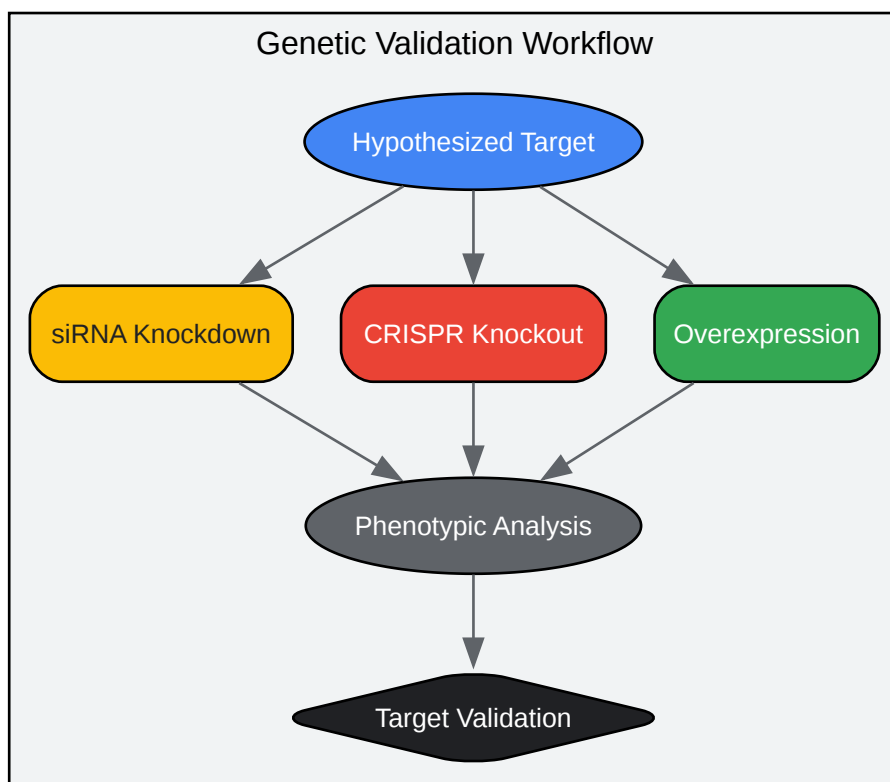 Genetic Validation Workflow
Hypothesized Target
siRNA Knockdown
CRISPR Knockout
Overexpression
Phenotypic Analysis
Target Validation